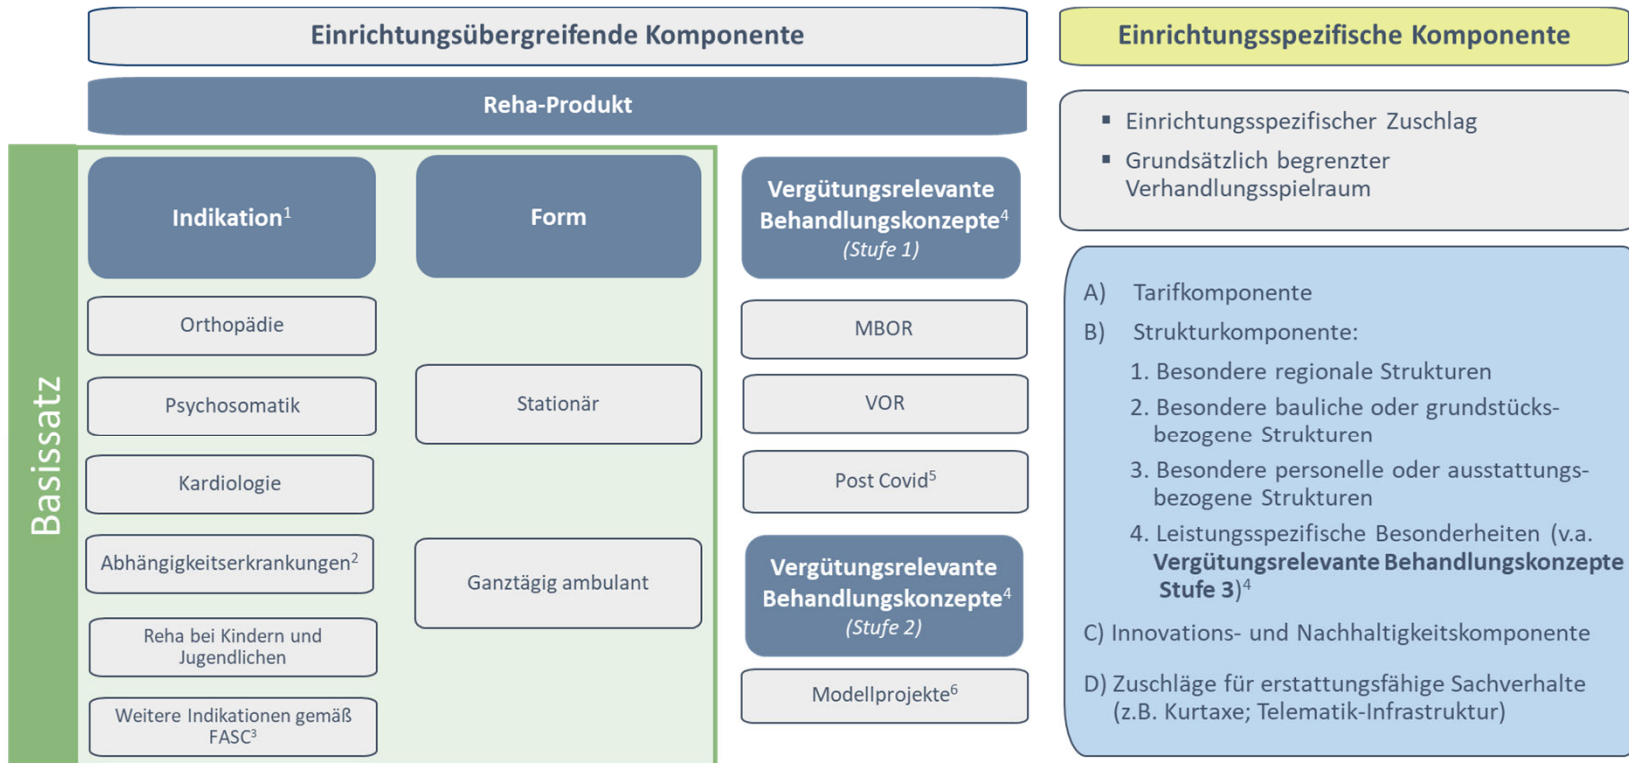 Einrichtungsübergreifende Komponente
Reha-Produkt
Basissatz
Indikation¹
Orthopädie
Psychosomatik
Kardiologie
Abhängigkeitserkrankungen²
Reha bei Kindern und
Jugendlichen
Weitere Indikationen gemäß
FASC³
Form
Stationär
Ganztägig ambulant
Vergütungsrelevante
Behandlungskonzepte⁴
(Stufe 1)
MBOR
VOR
Post Covid⁵
Vergütungsrelevante
Behandlungskonzepte⁴
(Stufe 2)
Modellprojekte⁶
Einrichtungsspezifische Komponente
▪ Einrichtungsspezifischer Zuschlag
▪ Grundsätzlich begrenzter
Verhandlungsspielraum
A) Tarifkomponente
B) Strukturkomponente:
1. Besondere regionale Strukturen
2. Besondere bauliche oder grundstücks-
bezogene Strukturen
3. Besondere personelle oder ausstattungs-
bezogene Strukturen
4. Leistungsspezifische Besonderheiten (v.a.
Vergütungsrelevante Behandlungskonzepte
Stufe 3)⁴
C) Innovations- und Nachhaltigkeitskomponente
D) Zuschläge für erstattungsfähige Sachverhalte
(z.B. Kurtaxe; Telematik-Infrastruktur)